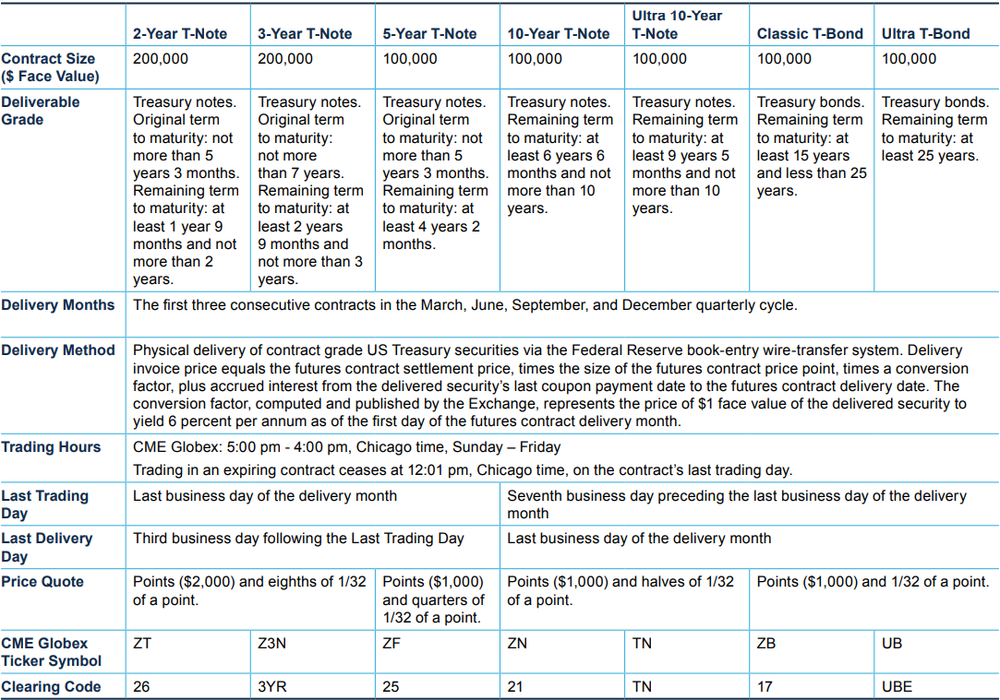 2-Year T-Note
3-Year T-Note
5-Year T-Note
10-Year T-Note
Ultra 10-Year
T-Note
Classic T-Bond
Ultra T-Bond
Contract Size
($ Face Value)
200,000
200,000
100,000
100,000
100,000
100,000
100,000
Deliverable
Grade
Treasury notes.
Original term
to maturity: not
more than 5
years 3 months.
Remaining term
to maturity: at
least 1 year 9
months and not
more than 2
years.
Treasury notes.
Original term
to maturity:
not more
than 7 years.
Remaining term
to maturity: at
least 2 years
9 months and
not more than 3
years.
Treasury notes.
Original term
to maturity: not
more than 5
years 3 months.
Remaining term
to maturity: at
least 4 years 2
months.
Treasury notes.
Remaining term
to maturity: at
least 6 years 6
months and not
more than 10
years.
Treasury notes.
Remaining term
to maturity: at
least 9 years 5
months and not
more than 10
years.
Treasury bonds.
Remaining term
to maturity: at
least 15 years
and less than 25
years.
Treasury bonds.
Remaining term
to maturity: at
least 25 years.
Delivery Months
The first three consecutive contracts in the March, June, September, and December quarterly cycle.
Delivery Method
Physical delivery of contract grade US Treasury securities via the Federal Reserve book-entry wire-transfer system. Delivery
invoice price equals the futures contract settlement price, times the size of the futures contract price point, times a conversion
factor, plus accrued interest from the delivered security's last coupon payment date to the futures contract delivery date. The
conversion factor, computed and published by the Exchange, represents the price of $1 face value of the delivered security to
yield 6 percent per annum as of the first day of the futures contract delivery month.
Trading Hours
CME Globex: 5:00 pm - 4:00 pm, Chicago time, Sunday – Friday
Trading in an expiring contract ceases at 12:01 pm, Chicago time, on the contract's last trading day.
Last Trading
Day
Last business day of the delivery month
Seventh business day preceding the last business day of the delivery
month
Last Delivery
Day
Third business day following the Last Trading Day
Last business day of the delivery month
Price Quote
Points ($2,000) and eighths of 1/32
of a point.
Points ($1,000)
and quarters of
1/32 of a point.
Points ($1,000) and halves of 1/32
of a point.
Points ($1,000) and 1/32 of a point.
CME Globex
Ticker Symbol
ZT
Z3N
ZF
ZN
TN
ZB
UB
Clearing Code
26
3YR
25
21
TN
17
UBE